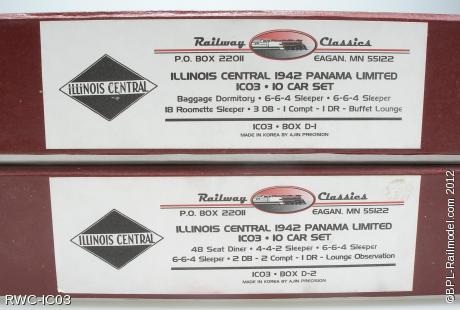 Railway Classics
P.O. BOX 22011 EAGAN, MN 55122
ILLINOIS CENTRAL
ILLINOIS CENTRAL 1942 PANAMA LIMITED
IC03 • 10 CAR SET
Baggage Dormitory • 6-6-4 Sleeper • 6-6-4 Sleeper
18 Roomette Sleeper • 3 DB - 1 Compt - 1 DR - Buffet Lounge
IC03 • BOX D-1
MADE IN KOREA BY AJIN PRECISION
Railway Classics
P.O. BOX 22011 EAGAN, MN 55122
ILLINOIS CENTRAL
ILLINOIS CENTRAL 1942 PANAMA LIMITED
IC03 • 10 CAR SET
48 Seat Diner • 4-4-2 Sleeper • 6-6-4 Sleeper
6-6-4 Sleeper • 2 DB - 2 Compt - 1 DR - Lounge Observation
IC03 • BOX D-2
MADE IN KOREA BY AJIN PRECISION
RWC-IC03
©BPL-Railmodel.com 2012